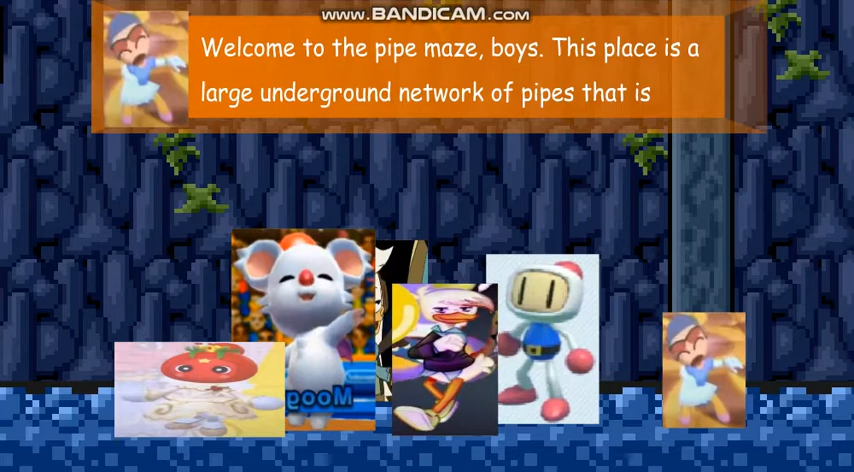 WWW.BANDICAM.COM
Welcome to the pipe maze, boys. This place is a
large underground network of pipes that is
Moog